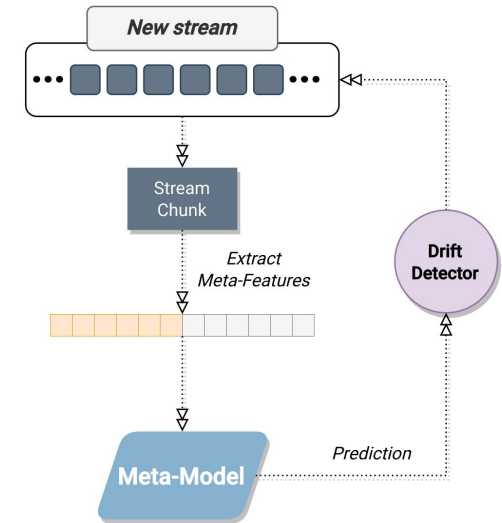 New stream
Stream
Chunk
Extract
Meta-Features
Drift
Detector
Meta-Model
Prediction